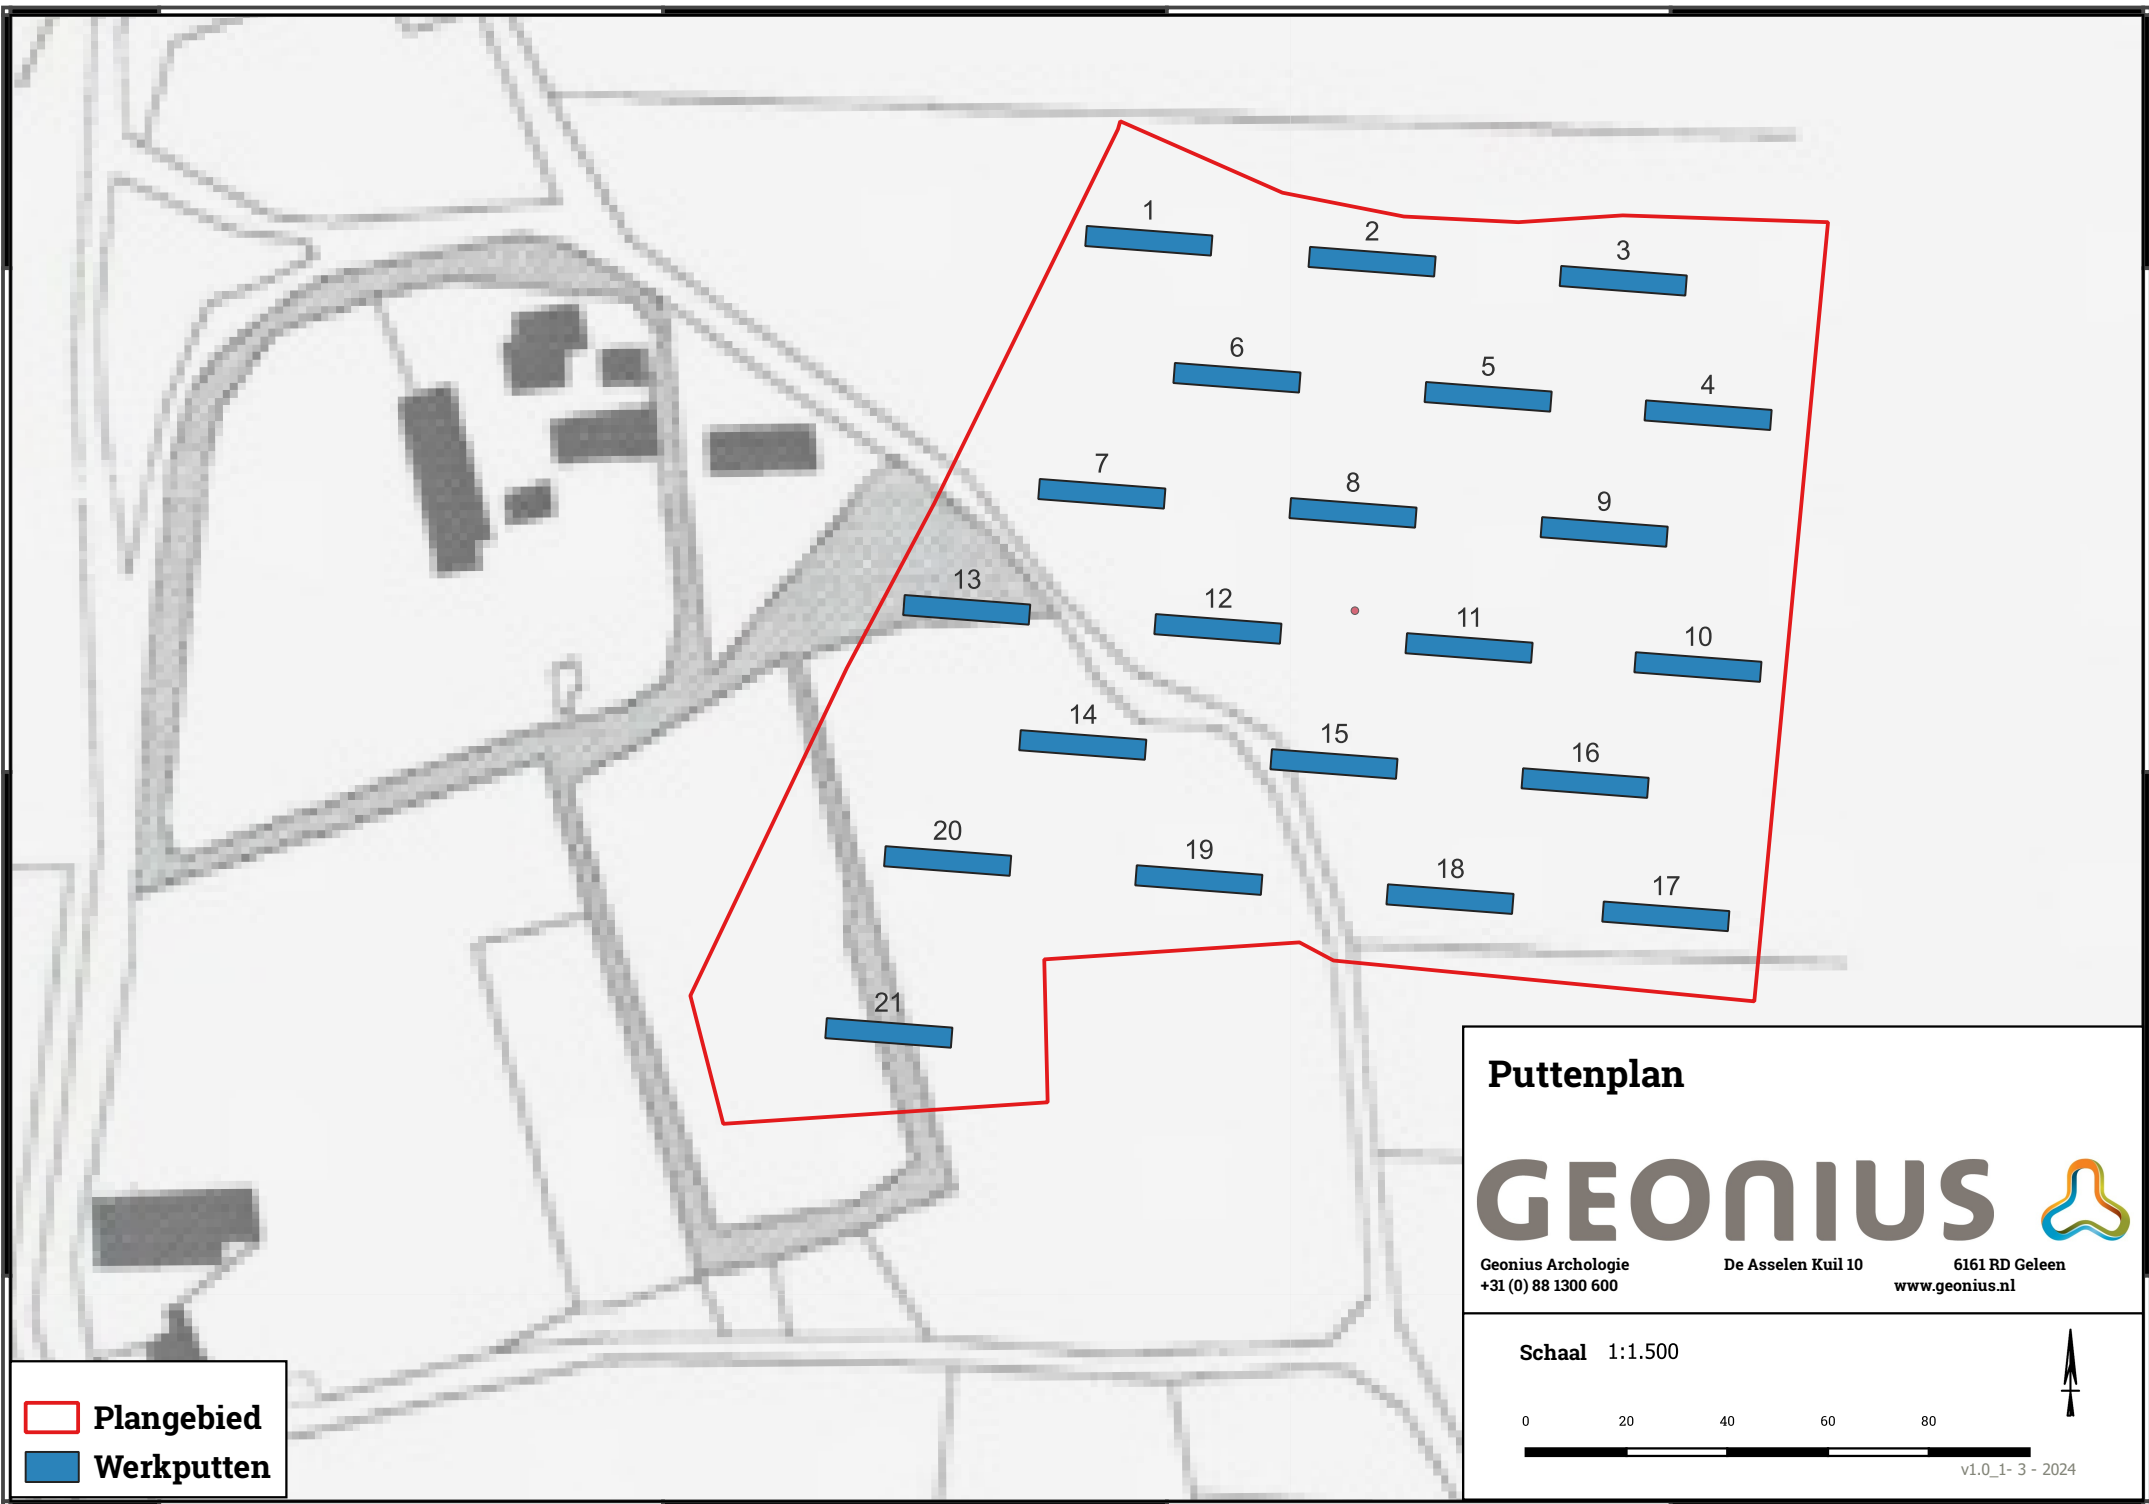 1
2
3
6
5
4
7
8
9
13
12
11
10
14
15
16
20
19
18
17
21
Puttenplan
GEONIUS
Geonius Archologie De Asselen Kuil 10 6161 RD Geleen
+31 (0) 88 1300 600 www.geonius.nl
Schaal 1:1.500
0 20 40 60 80
v1.0_1- 3 - 2024
Plangebied
Werkputten